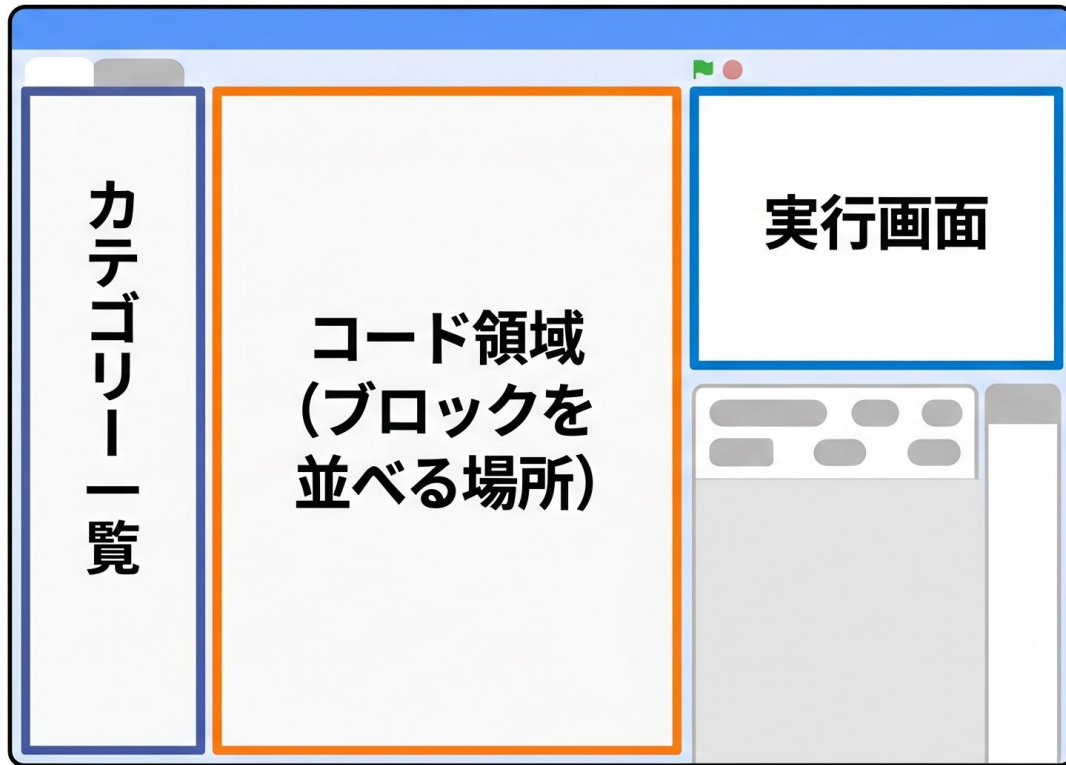 カテゴリー一覧
コード領域
（ブロックを
並べる場所）
実行画面